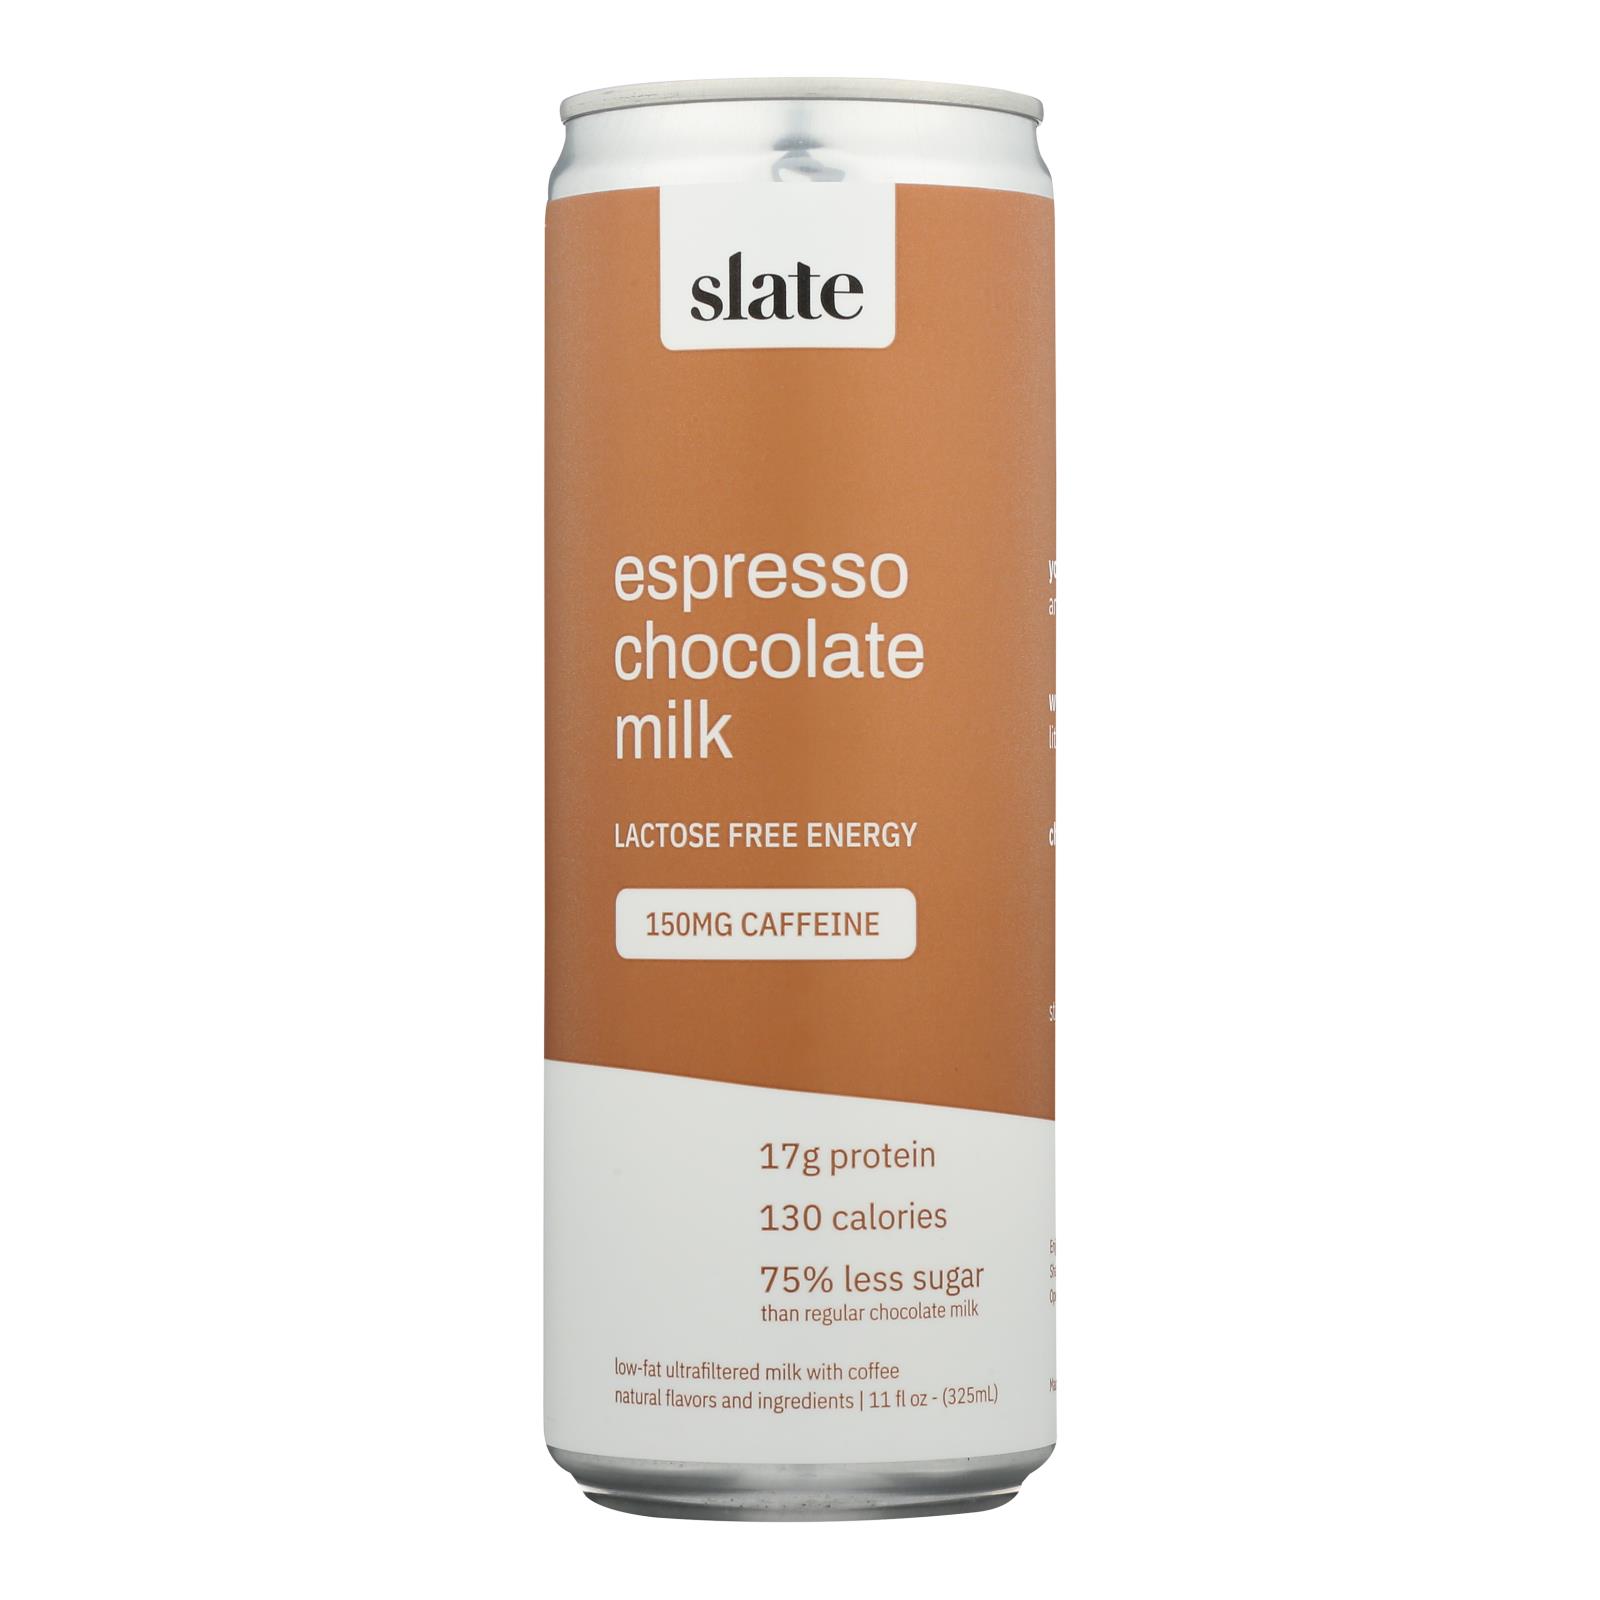 slate
espresso
chocolate
milk
LACTOSE FREE ENERGY
150MG CAFFEINE
17g protein
130 calories
75% less sugar
than regular chocolate milk
low-fat ultrafiltered milk with coffee
natural flavors and ingredients | 11 fl oz - (325mL)